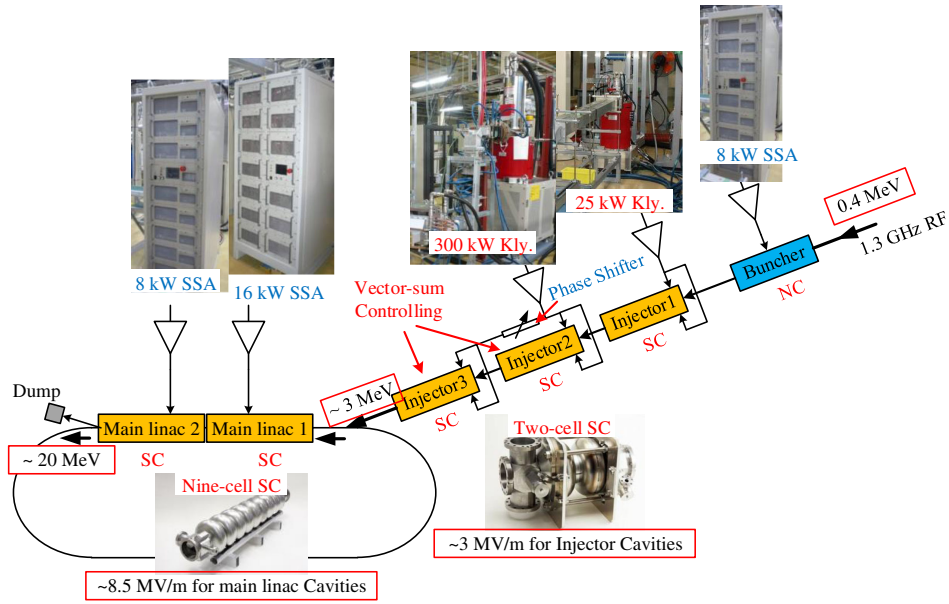 8 kW SSA
16 kW SSA
300 kW Kly.
25 kW Kly.
8 kW SSA
0.4 MeV
1.3 GHz RF
Buncher
NC
Phase Shifter
Vector-sum
Controlling
Injector1
SC
Injector2
SC
Injector3
SC
~ 3 MeV
Dump
Main linac 2
Main linac 1
SC
SC
~ 20 MeV
Nine-cell SC
Two-cell SC
~3 MV/m for Injector Cavities
~8.5 MV/m for main linac Cavities